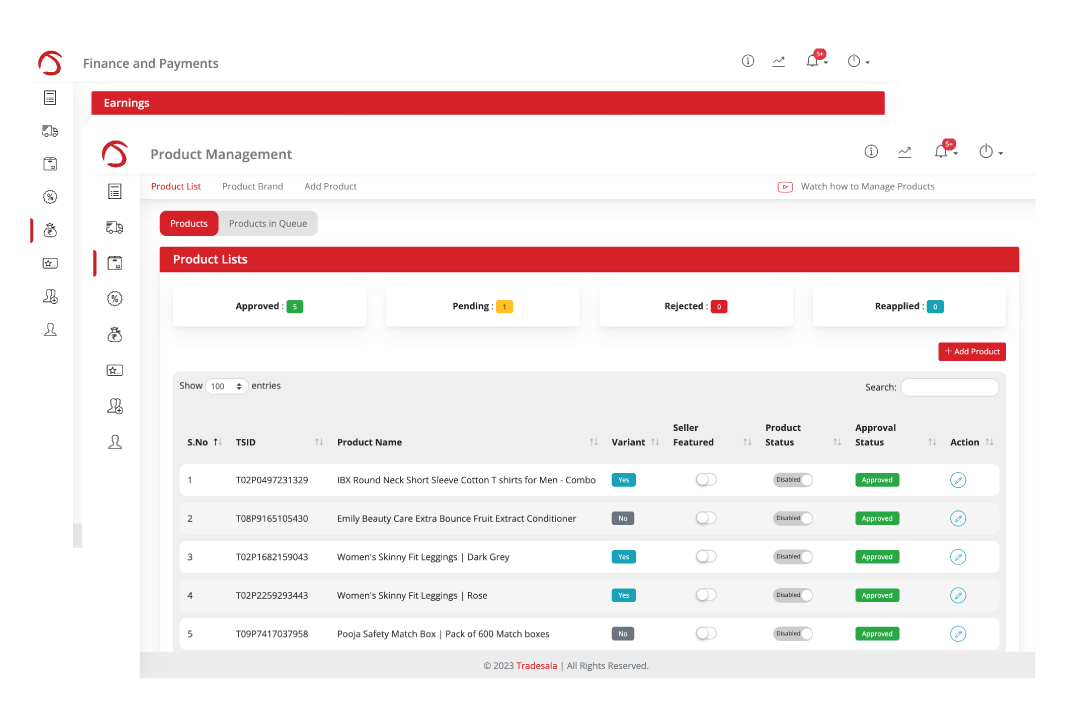 Finance and Payments
5+
Earnings
Product Management
5+
Product List Product Brand Add Product Watch how to Manage Products
Products Products in Queue
Product Lists
Approved : 5 Pending : 1 Rejected : 0 Reapplied : 0
+ Add Product
Show 100 entries Search:
S.No TSID Product Name Variant Seller Featured Product Status Approval Status Action
1 T02P0497231329 IBX Round Neck Short Sleeve Cotton T shirts for Men - Combo Yes Disabled Approved
2 T08P9165105430 Emily Beauty Care Extra Bounce Fruit Extract Conditioner No Disabled Approved
3 T02P1682159043 Women's Skinny Fit Leggings | Dark Grey Yes Disabled Approved
4 T02P2259293443 Women's Skinny Fit Leggings | Rose Yes Disabled Approved
5 T09P7417037958 Pooja Safety Match Box | Pack of 600 Match boxes No Disabled Approved
© 2023 Tradesala | All Rights Reserved.